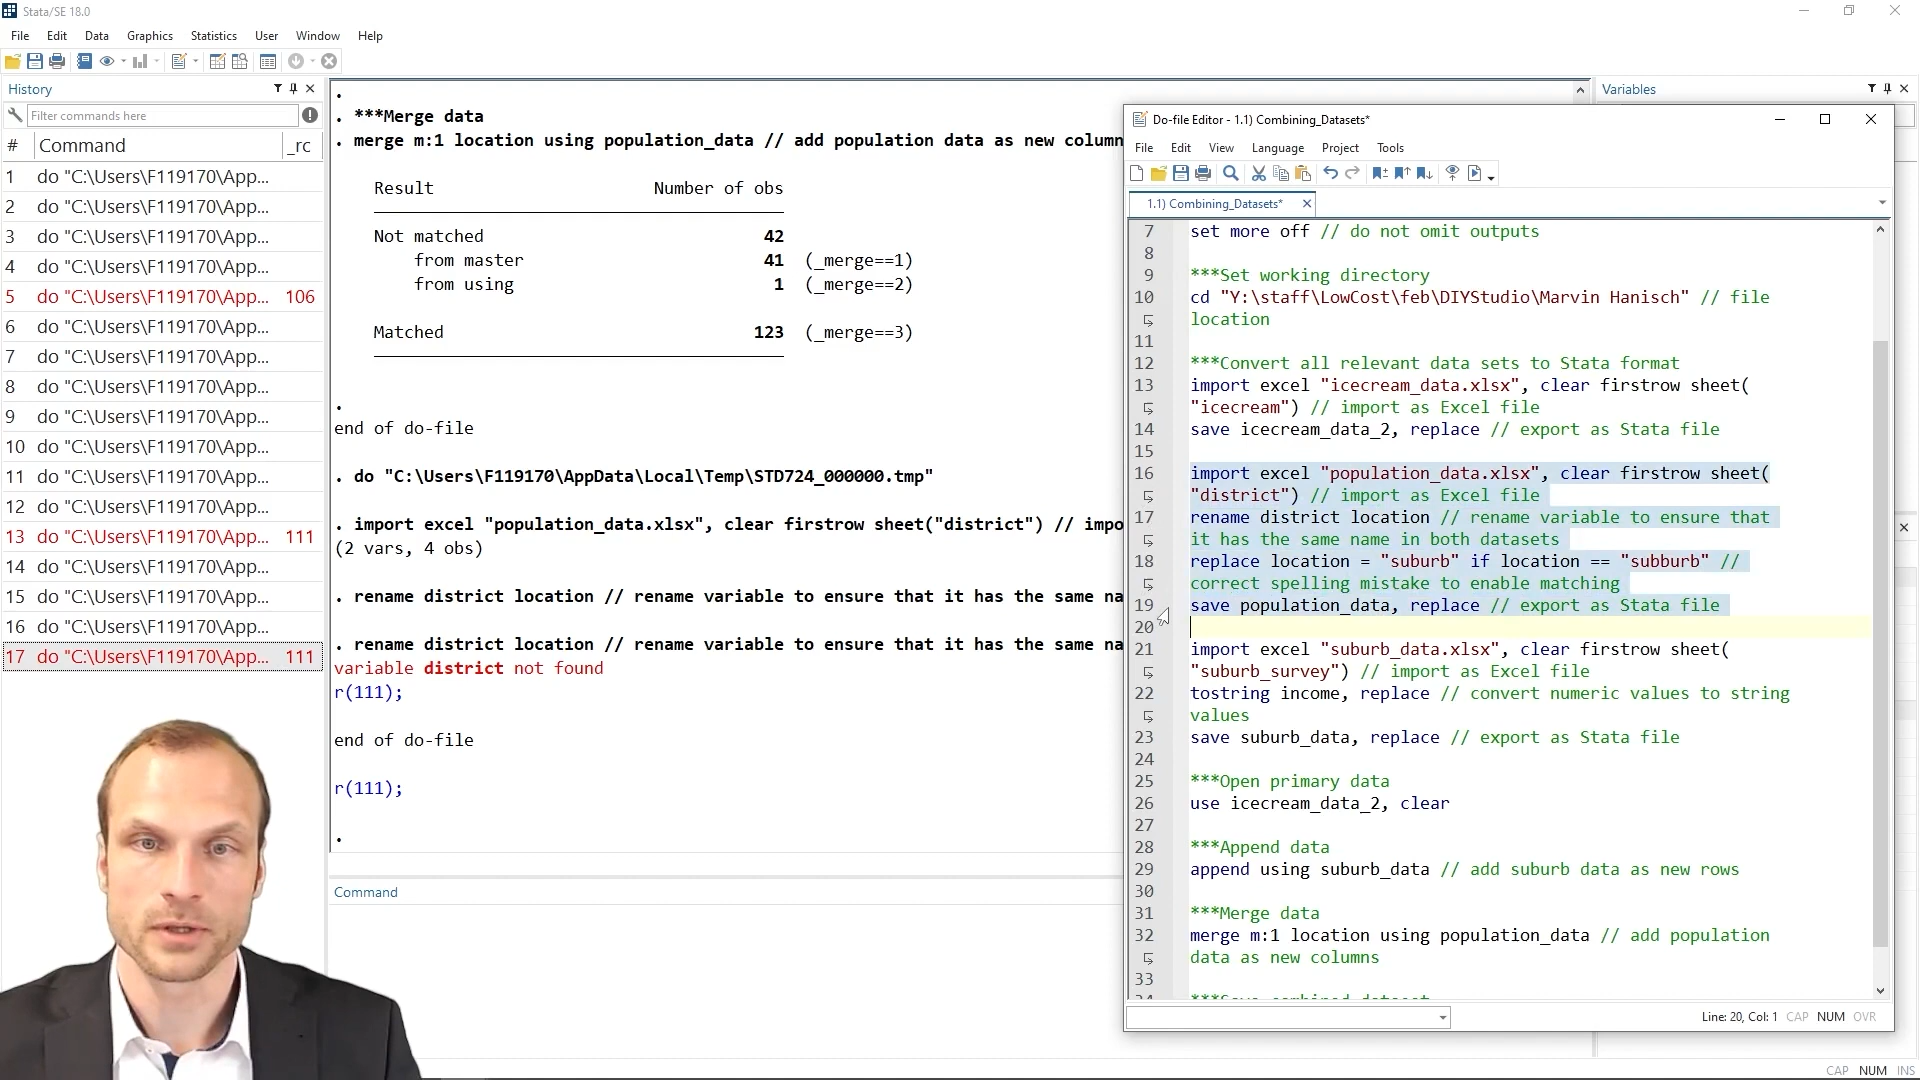 Stata/SE 18.0
File Edit Data Graphics Statistics User Window Help
History
Filter commands here
# Command _rc
1 do "C:\Users\F119170\App...
2 do "C:\Users\F119170\App...
3 do "C:\Users\F119170\App...
4 do "C:\Users\F119170\App...
5 do "C:\Users\F119170\App... 106
6 do "C:\Users\F119170\App...
7 do "C:\Users\F119170\App...
8 do "C:\Users\F119170\App...
9 do "C:\Users\F119170\App...
10 do "C:\Users\F119170\App...
11 do "C:\Users\F119170\App...
12 do "C:\Users\F119170\App...
13 do "C:\Users\F119170\App... 111
14 do "C:\Users\F119170\App...
15 do "C:\Users\F119170\App...
16 do "C:\Users\F119170\App...
17 do "C:\Users\F119170\App... 111
.
. ***Merge data
. merge m:1 location using population_data // add population data as new column
Result Number of obs
Not matched 42
from master 41 (_merge==1)
from using 1 (_merge==2)
Matched 123 (_merge==3)
.
end of do-file
. do "C:\Users\F119170\AppData\Local\Temp\STD724_000000.tmp"
. import excel "population_data.xlsx", clear firstrow sheet("district") // impo
(2 vars, 4 obs)
. rename district location // rename variable to ensure that it has the same na
. rename district location // rename variable to ensure that it has the same na
variable district not found
r(111);
end of do-file
r(111);
.
Command
Variables
Do-file Editor - 1.1) Combining_Datasets*
File Edit View Language Project Tools
1.1) Combining_Datasets*
7 set more off // do not omit outputs
8
9 ***Set working directory
10 cd "Y:\staff\LowCost\feb\DIYStudio\Marvin Hanisch" // file
location
11
12 ***Convert all relevant data sets to Stata format
13 import excel "icecream_data.xlsx", clear firstrow sheet(
"icecream") // import as Excel file
14 save icecream_data_2, replace // export as Stata file
15
16 import excel "population_data.xlsx", clear firstrow sheet(
"district") // import as Excel file
17 rename district location // rename variable to ensure that
it has the same name in both datasets
18 replace location = "suburb" if location == "subburb" //
correct spelling mistake to enable matching
19 save population_data, replace // export as Stata file
20
21 import excel "suburb_data.xlsx", clear firstrow sheet(
"suburb_survey") // import as Excel file
22 tostring income, replace // convert numeric values to string
values
23 save suburb_data, replace // export as Stata file
24
25 ***Open primary data
26 use icecream_data_2, clear
27
28 ***Append data
29 append using suburb_data // add suburb data as new rows
30
31 ***Merge data
32 merge m:1 location using population_data // add population
data as new columns
33
34 ***Save combined dataset
Line: 20, Col: 1 CAP NUM OVR
CAP NUM INS